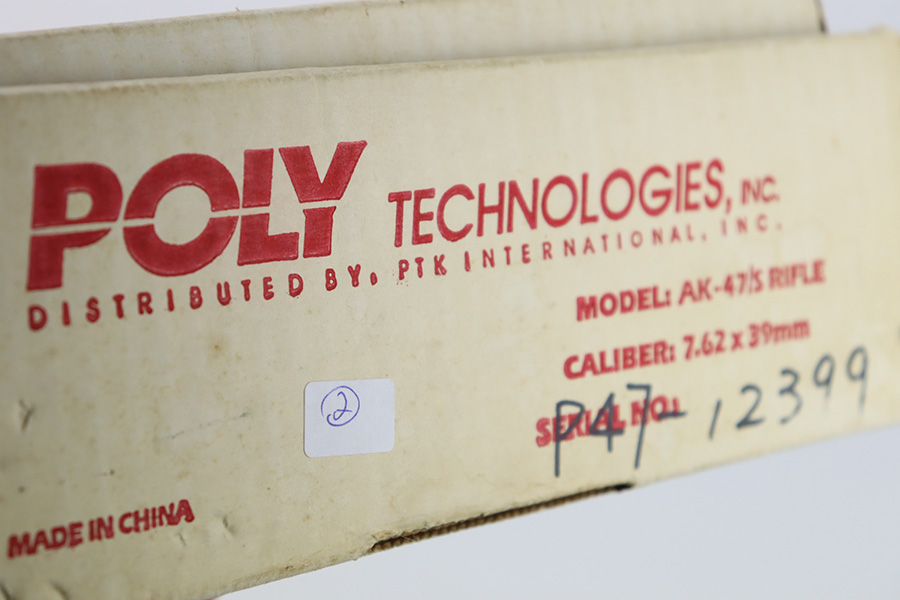 POLY TECHNOLOGIES, INC.
DISTRIBUTED BY. PTK INTERNATIONAL, INC.
MODEL: AK-47/S RIFLE
CALIBER: 7.62 x 39mm
SERIAL NO: P47-12399
2
MADE IN CHINA